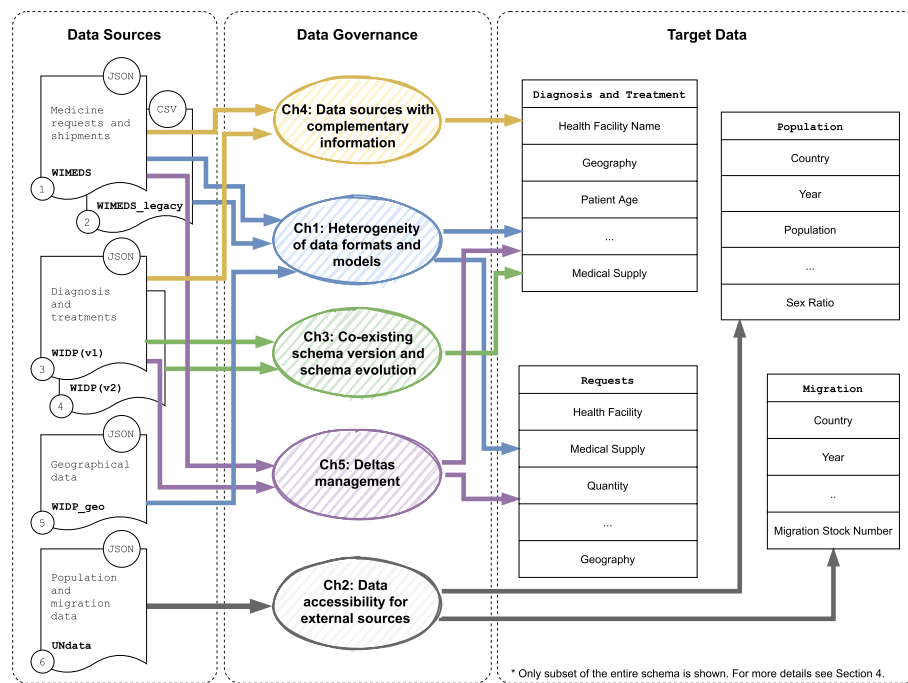 Data Sources
JSON
CSV
Medicine
requests and
shipments
WIMEDS
1
WIMEDS_legacy
2
JSON
Diagnosis
and
treatments
WIDP(v1)
3
WIDP(v2)
4
JSON
Geographical
data
WIDP_geo
5
JSON
Population
and
migration
data
UNdata
6
Data Governance
Ch4: Data sources with
complementary
information
Ch1: Heterogeneity
of data formats and
models
Ch3: Co-existing
schema version and
schema evolution
Ch5: Deltas
management
Ch2: Data
accessibility for
external sources
Target Data
Diagnosis and Treatment
Health Facility Name
Geography
Patient Age
...
Medical Supply
Population
Country
Year
Population
...
Sex Ratio
Requests
Health Facility
Medical Supply
Quantity
...
Geography
Migration
Country
Year
..
Migration Stock Number
* Only subset of the entire schema is shown. For more details see Section 4.